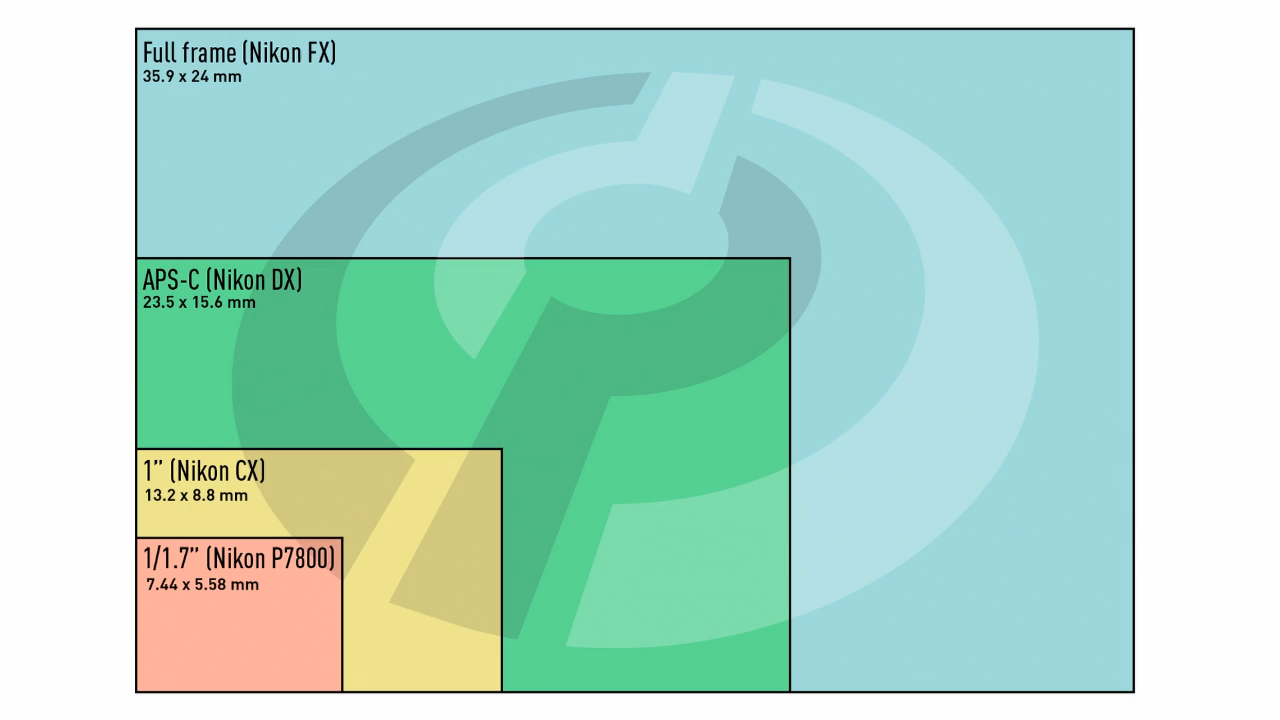 Full frame (Nikon FX)
35.9 x 24 mm
APS-C (Nikon DX)
23.5 x 15.6 mm
1” (Nikon CX)
13.2 x 8.8 mm
1/1.7” (Nikon P7800)
7.44 x 5.58 mm